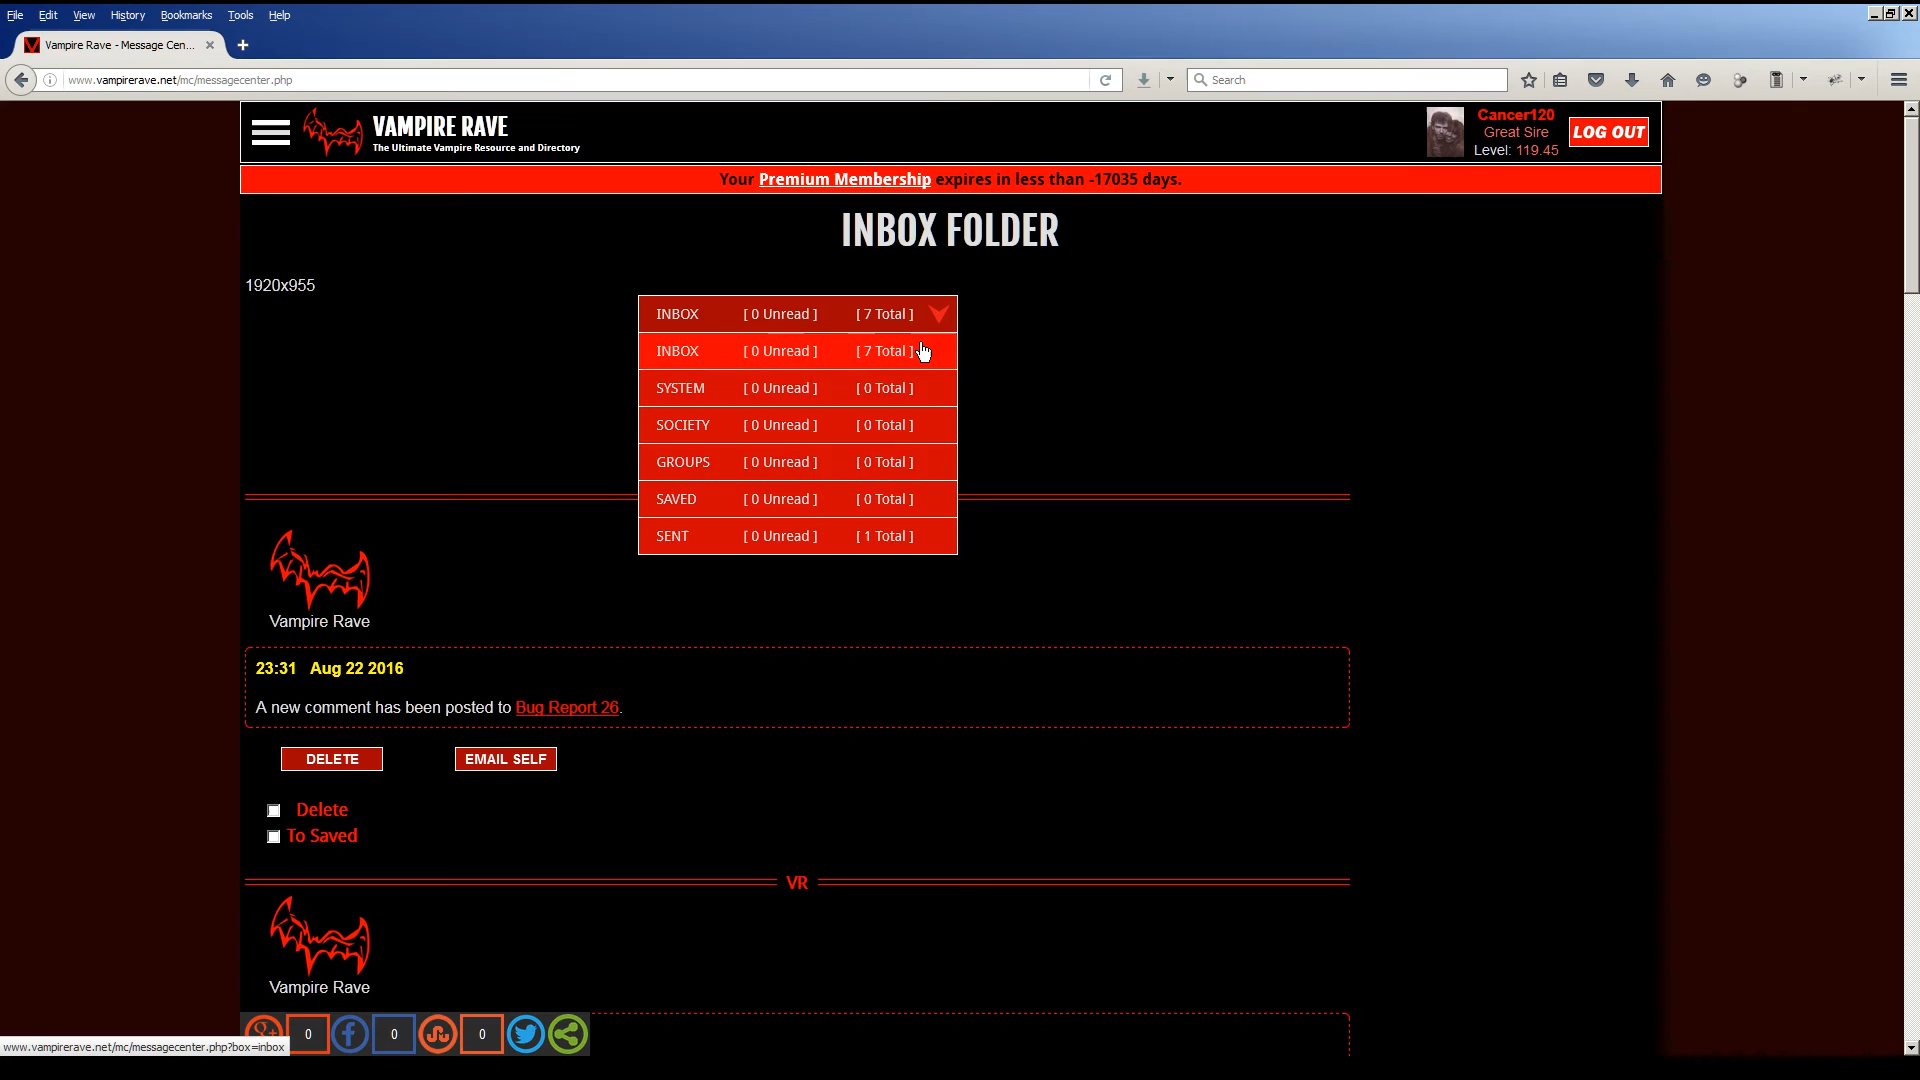 File Edit View History Bookmarks Tools Help
Vampire Rave - Message Cen...
www.vampirerave.net/mc/messagecenter.php
Search
VAMPIRE RAVE
The Ultimate Vampire Resource and Directory
Cancer120
Great Sire
Level: 119.45
LOG OUT
Your Premium Membership expires in less than -17035 days.
INBOX FOLDER
1920x955
INBOX [ 0 Unread ] [ 7 Total ]
INBOX [ 0 Unread ] [ 7 Total ]
SYSTEM [ 0 Unread ] [ 0 Total ]
SOCIETY [ 0 Unread ] [ 0 Total ]
GROUPS [ 0 Unread ] [ 0 Total ]
SAVED [ 0 Unread ] [ 0 Total ]
SENT [ 0 Unread ] [ 1 Total ]
Vampire Rave
23:31 Aug 22 2016
A new comment has been posted to Bug Report 26.
DELETE EMAIL SELF
Delete
To Saved
VR
Vampire Rave
g+ 0 f 0 0
www.vampirerave.net/mc/messagecenter.php?box=inbox